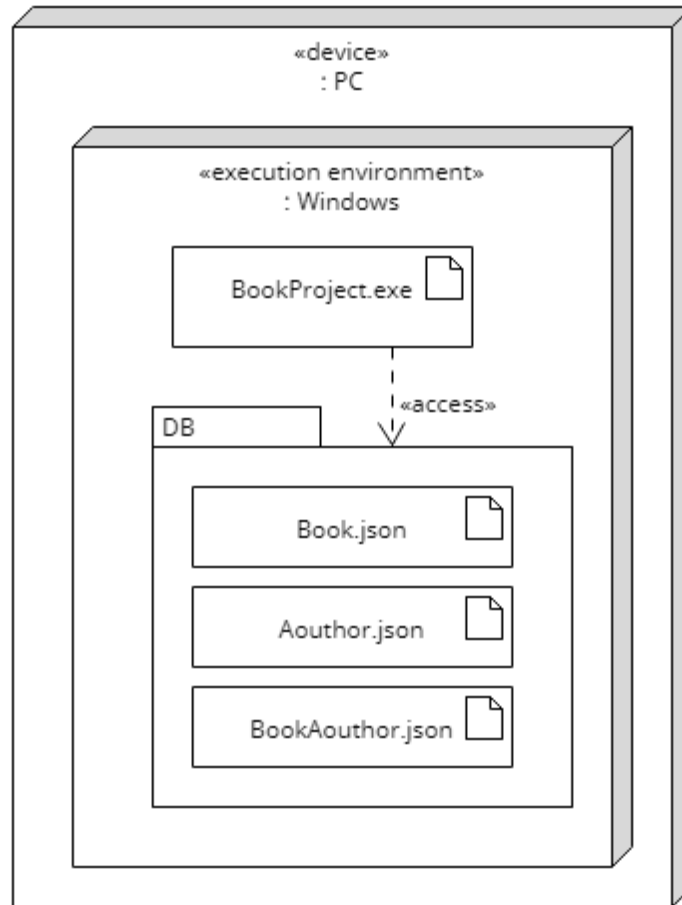 «device»
: PC
«execution environment»
: Windows
BookProject.exe
«access»
DB
Book.json
Aouthor.json
BookAouthor.json